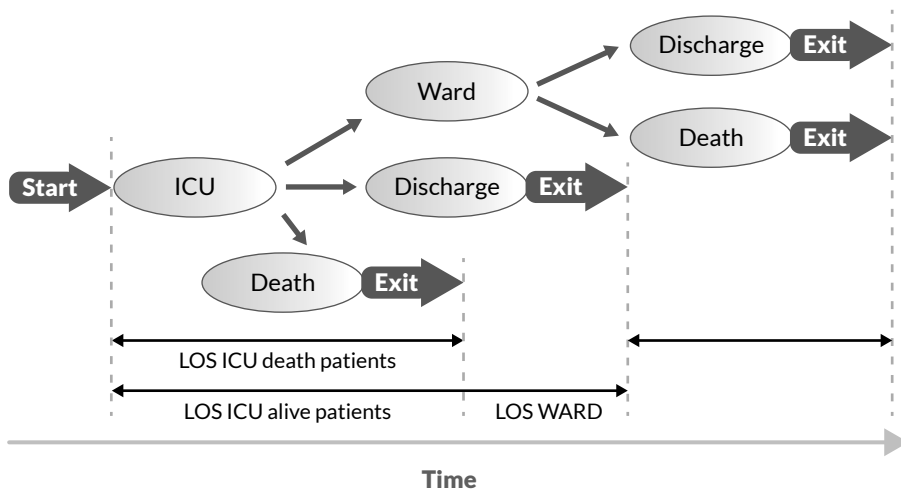 Discharge Exit
Ward
Death Exit
Start ICU Discharge Exit
Death Exit
LOS ICU death patients
LOS ICU alive patients LOS WARD
Time